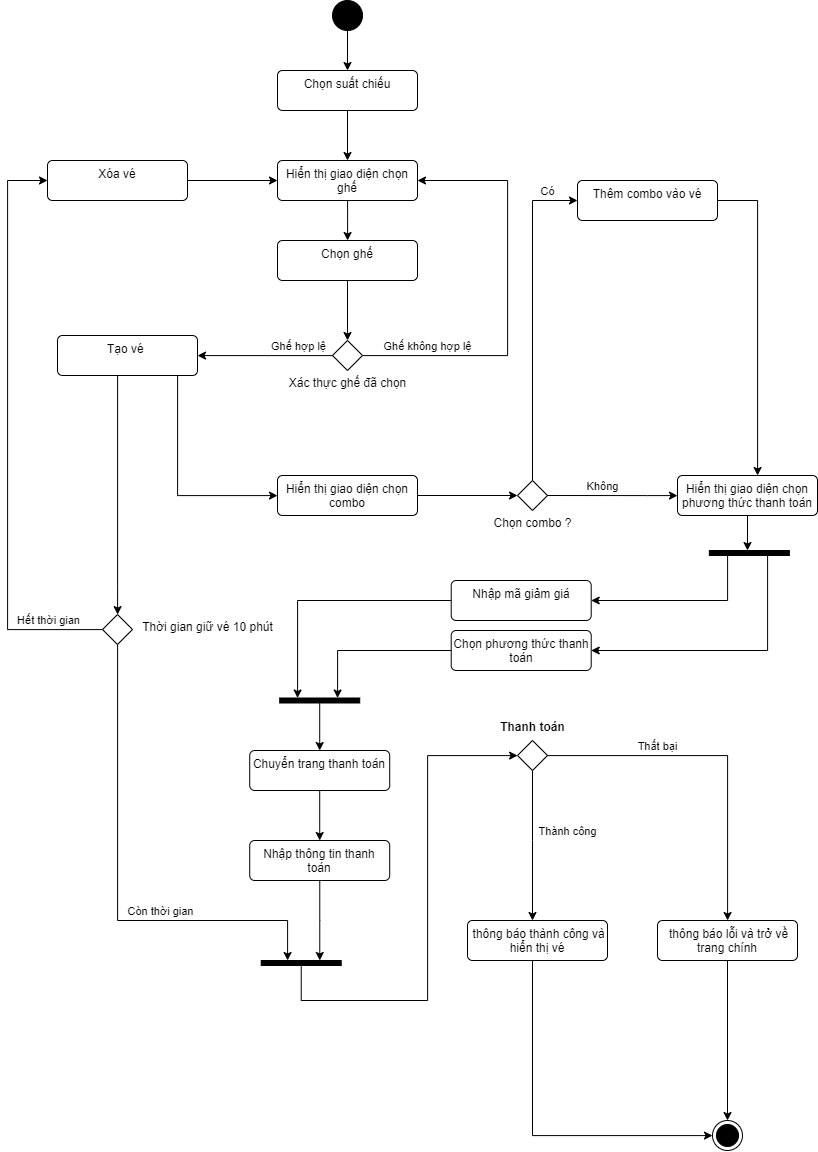 Chọn suất chiếu
Xóa vé
Hiển thị giao diện chọn
ghế
Có
Thêm combo vào vé
Chọn ghế
Tạo vé
Ghế hợp lệ
Ghế không hợp lệ
Xác thực ghế đã chọn
Hiển thị giao diện chọn
combo
Không
Chọn combo ?
Hiển thị giao diện chọn
phương thức thanh toán
Nhập mã giảm giá
Hết thời gian
Thời gian giữ vé 10 phút
Chọn phương thức thanh
toán
Thanh toán
Thất bại
Chuyển trang thanh toán
Thành công
Nhập thông tin thanh
toán
Còn thời gian
thông báo thành công và
hiển thị vé
thông báo lỗi và trở về
trang chính